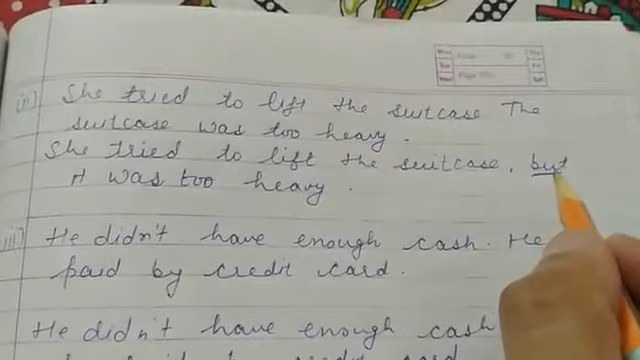 ii) She tried to lift the suitcase The
suitcase was too heavy.
She tried to lift the suitcase, but
it was too heavy.
iii) He didn't have enough cash. He
paid by credit card.
He didn't have enough cash